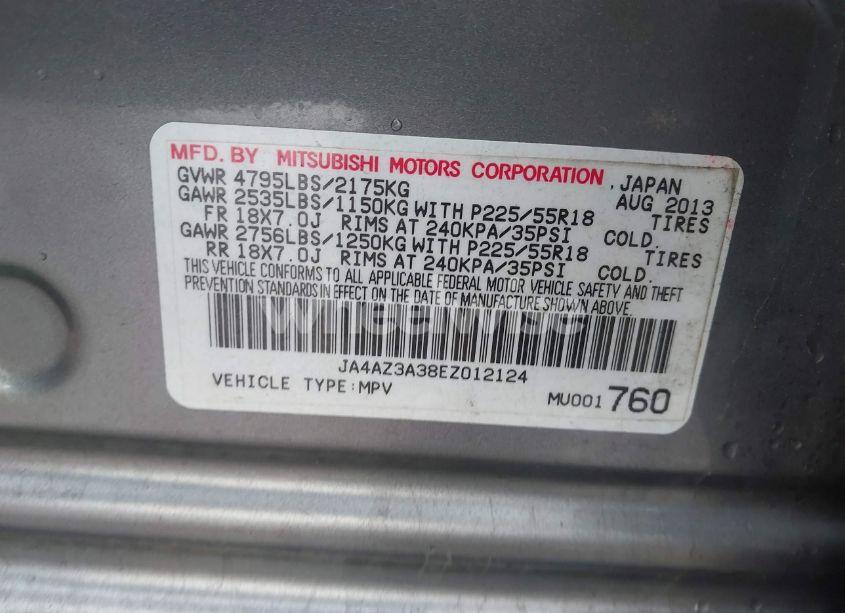 MFD. BY MITSUBISHI MOTORS CORPORATION , JAPAN
GVWR 4795LBS/2175KG AUG 2013
GAWR 2535LBS/1150KG WITH P225/55R18 TIRES
FR 18X7.0J RIMS AT 240KPA/35PSI COLD.
GAWR 2756LBS/1250KG WITH P225/55R18 TIRES
RR 18X7.0J RIMS AT 240KPA/35PSI COLD.
THIS VEHICLE CONFORMS TO ALL APPLICABLE FEDERAL MOTOR VEHICLE SAFETY AND THEFT
PREVENTION STANDARDS IN EFFECT ON THE DATE OF MANUFACTURE SHOWN ABOVE.
WheelWise
JA4AZ3A38EZ012124
VEHICLE TYPE:MPV MU001 760